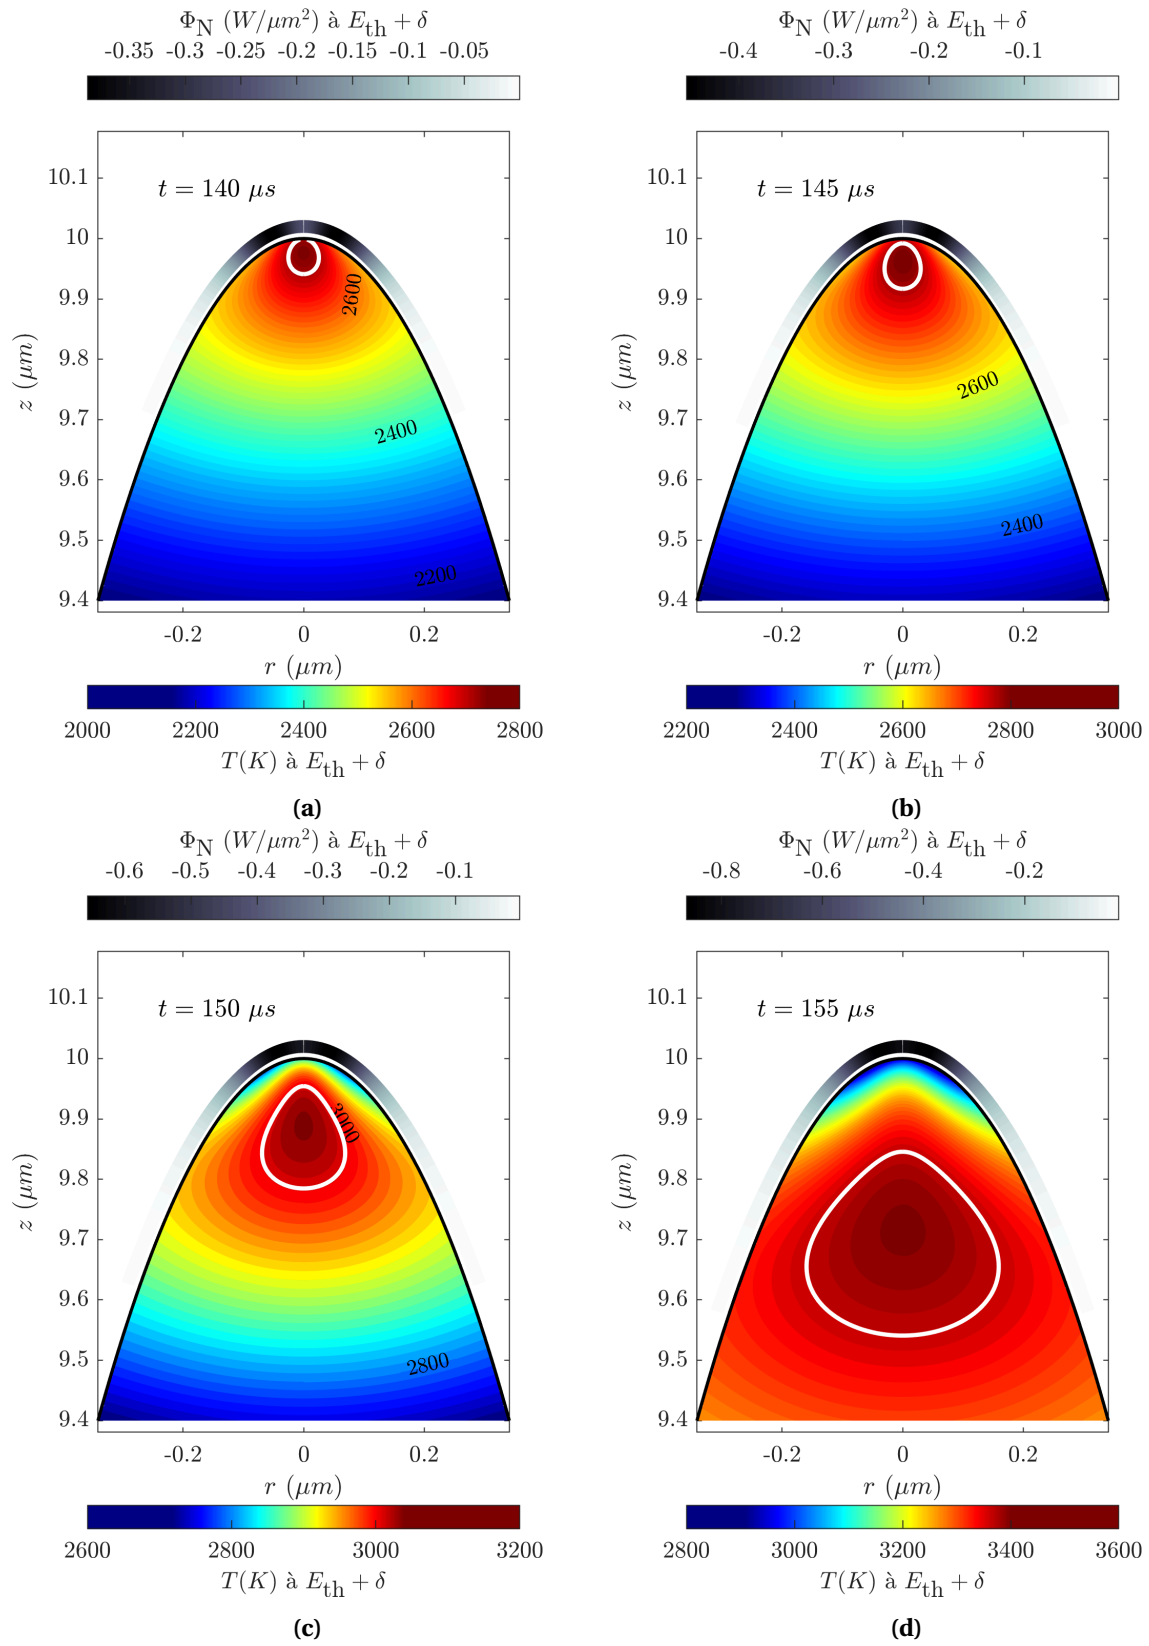 Φ_N (W/μm²) à E_th + δ
-0.35 -0.3 -0.25 -0.2 -0.15 -0.1 -0.05
t = 140 μs
10.1
10
9.9
9.8
9.7
9.6
9.5
9.4
z (μm)
2600
2400
2200
-0.2 0 0.2
r (μm)
2000 2200 2400 2600 2800
T(K) à E_th + δ
(a)
Φ_N (W/μm²) à E_th + δ
-0.4 -0.3 -0.2 -0.1
t = 145 μs
10.1
10
9.9
9.8
9.7
9.6
9.5
9.4
z (μm)
2600
2400
-0.2 0 0.2
r (μm)
2200 2400 2600 2800 3000
T(K) à E_th + δ
(b)
Φ_N (W/μm²) à E_th + δ
-0.6 -0.5 -0.4 -0.3 -0.2 -0.1
t = 150 μs
10.1
10
9.9
9.8
9.7
9.6
9.5
9.4
z (μm)
3000
2800
-0.2 0 0.2
r (μm)
2600 2800 3000 3200
T(K) à E_th + δ
(c)
Φ_N (W/μm²) à E_th + δ
-0.8 -0.6 -0.4 -0.2
t = 155 μs
10.1
10
9.9
9.8
9.7
9.6
9.5
9.4
z (μm)
-0.2 0 0.2
r (μm)
2800 3000 3200 3400 3600
T(K) à E_th + δ
(d)